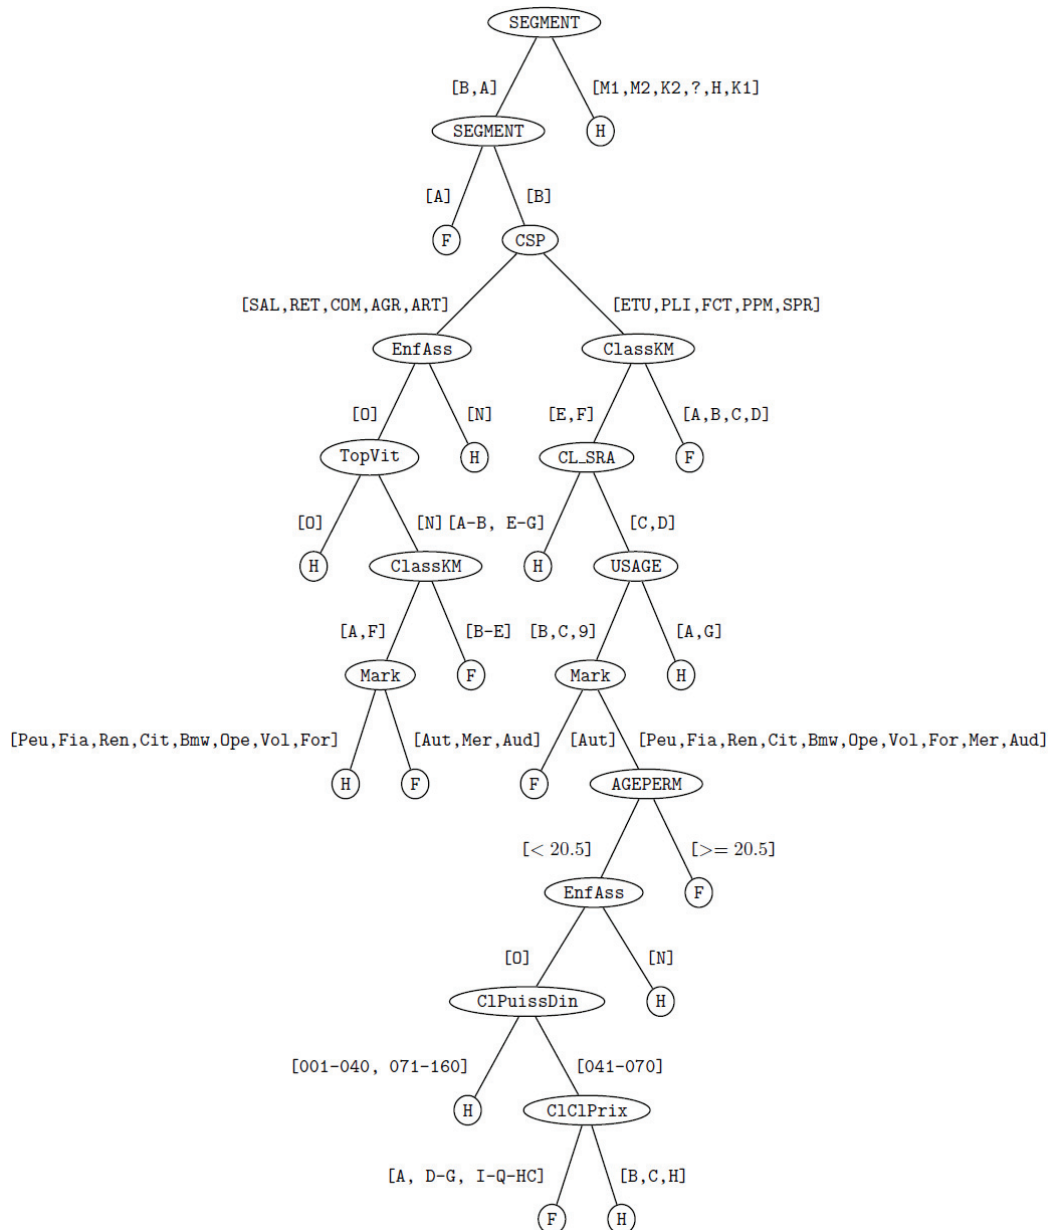 SEGMENT
[B,A] [M1,M2,K2,?,H,K1]
SEGMENT H
[A] [B]
F CSP
[SAL,RET,COM,AGR,ART] [ETU,PLI,FCT,PPM,SPR]
EnfAss ClassKM
[O] [N] [E,F] [A,B,C,D]
TopVit H CL_SRA F
[O] [N] [A-B, E-G] [C,D]
H ClassKM H USAGE
[A,F] [B-E] [B,C,9] [A,G]
Mark F Mark H
[Peu,Fia,Ren,Cit,Bmw,Ope,Vol,For] [Aut,Mer,Aud] [Aut] [Peu,Fia,Ren,Cit,Bmw,Ope,Vol,For,Mer,Aud]
H F F AGEPERM
[< 20.5] [>= 20.5]
EnfAss F
[O] [N]
ClPuissDin H
[001-040, 071-160] [041-070]
H ClClPrix
[A, D-G, I-Q-HC] [B,C,H]
F H